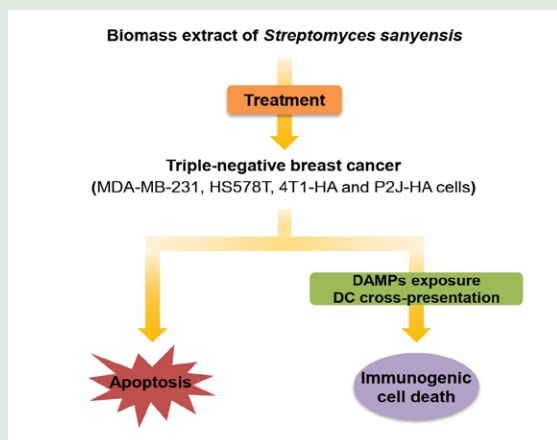 Biomass extract of Streptomyces sanyensis
Treatment
Triple-negative breast cancer
(MDA-MB-231, HS578T, 4T1-HA and P2J-HA cells)
DAMPs exposure
DC cross-presentation
Apoptosis
Immunogenic
cell death